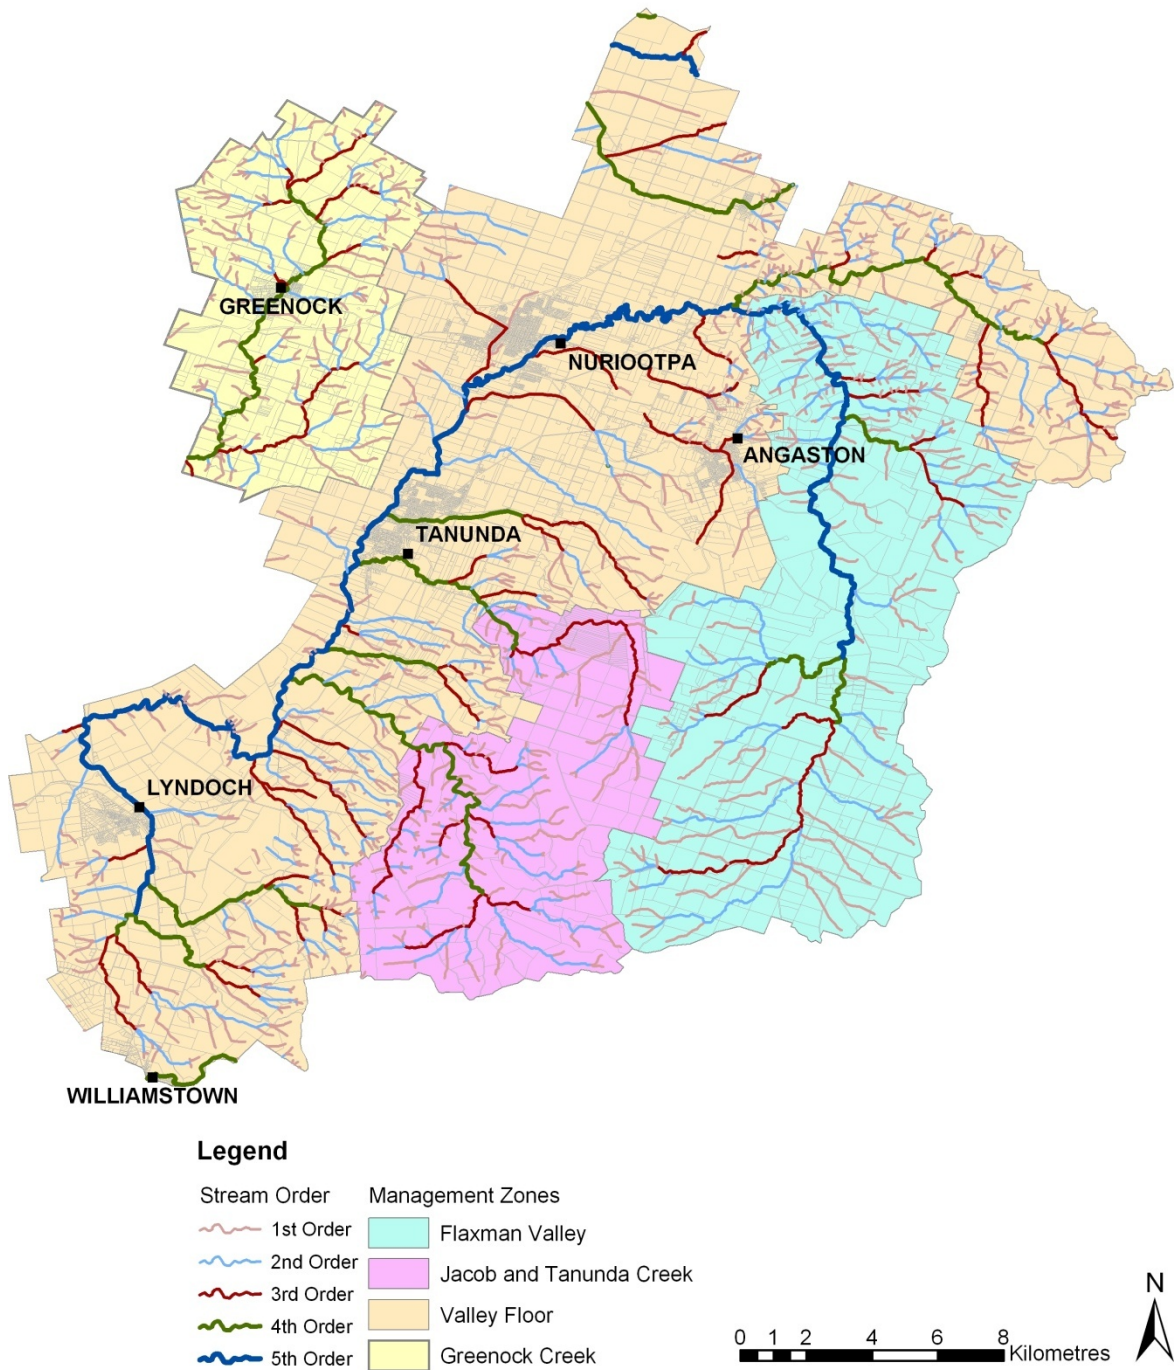 GREENOCK
NURIOOTPA
ANGASTON
TANUNDA
LYNDOCH
WILLIAMSTOWN
Legend
Stream Order
1st Order
2nd Order
3rd Order
4th Order
5th Order
Management Zones
Flaxman Valley
Jacob and Tanunda Creek
Valley Floor
Greenock Creek
0 1 2 4 6 8
Kilometres
N